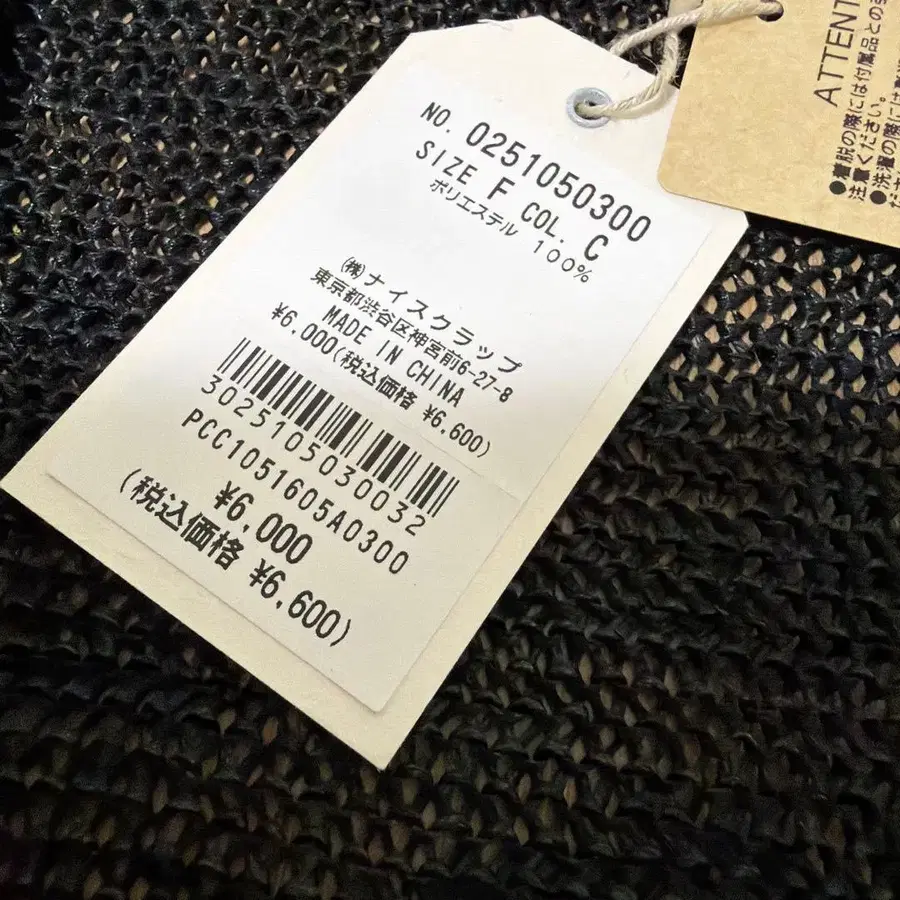 NO. 0251050300
SIZE F COL. C
ポリエステル 100%
(株)ナイスクラップ
東京都渋谷区神宮前6-27-8
MADE IN CHINA
¥6,000(税込価格 ¥6,600)
3025105030032
PCC1051605A0300
¥6,000
(税込価格 ¥6,600)
ATTENT
●着脱の際には付属品との
注意ください。
●洗濯の際に